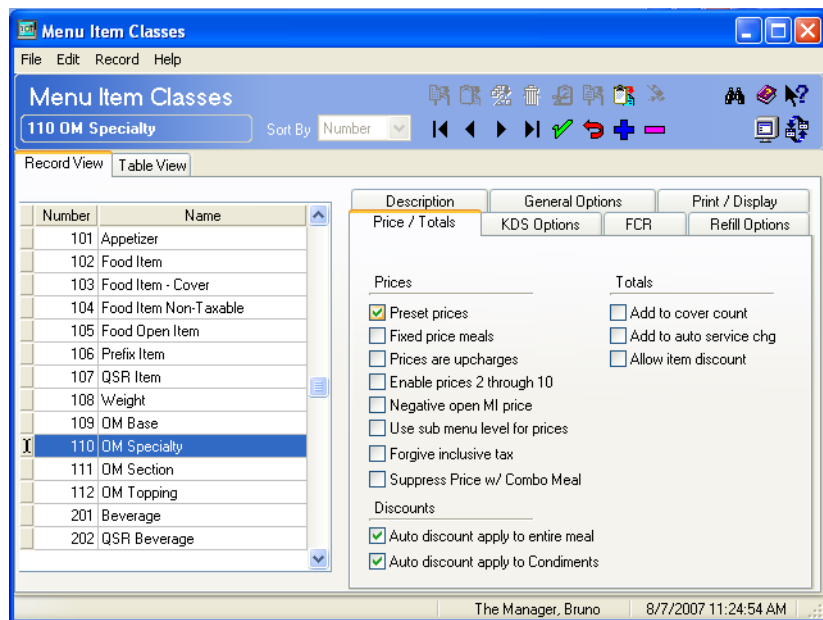 Menu Item Classes
File Edit Record Help
Menu Item Classes
110 OM Specialty Sort By Number
Record View Table View
Number Name
101 Appetizer
102 Food Item
103 Food Item - Cover
104 Food Item Non-Taxable
105 Food Open Item
106 Prefix Item
107 QSR Item
108 Weight
109 OM Base
110 OM Specialty
111 OM Section
112 OM Topping
201 Beverage
202 QSR Beverage
Description General Options Print / Display
Price / Totals KDS Options FCR Refill Options
Prices Totals
Preset prices Add to cover count
Fixed price meals Add to auto service chg
Prices are upcharges Allow item discount
Enable prices 2 through 10
Negative open MI price
Use sub menu level for prices
Forgive inclusive tax
Suppress Price w/ Combo Meal
Discounts
Auto discount apply to entire meal
Auto discount apply to Condiments
The Manager, Bruno 8/7/2007 11:24:54 AM